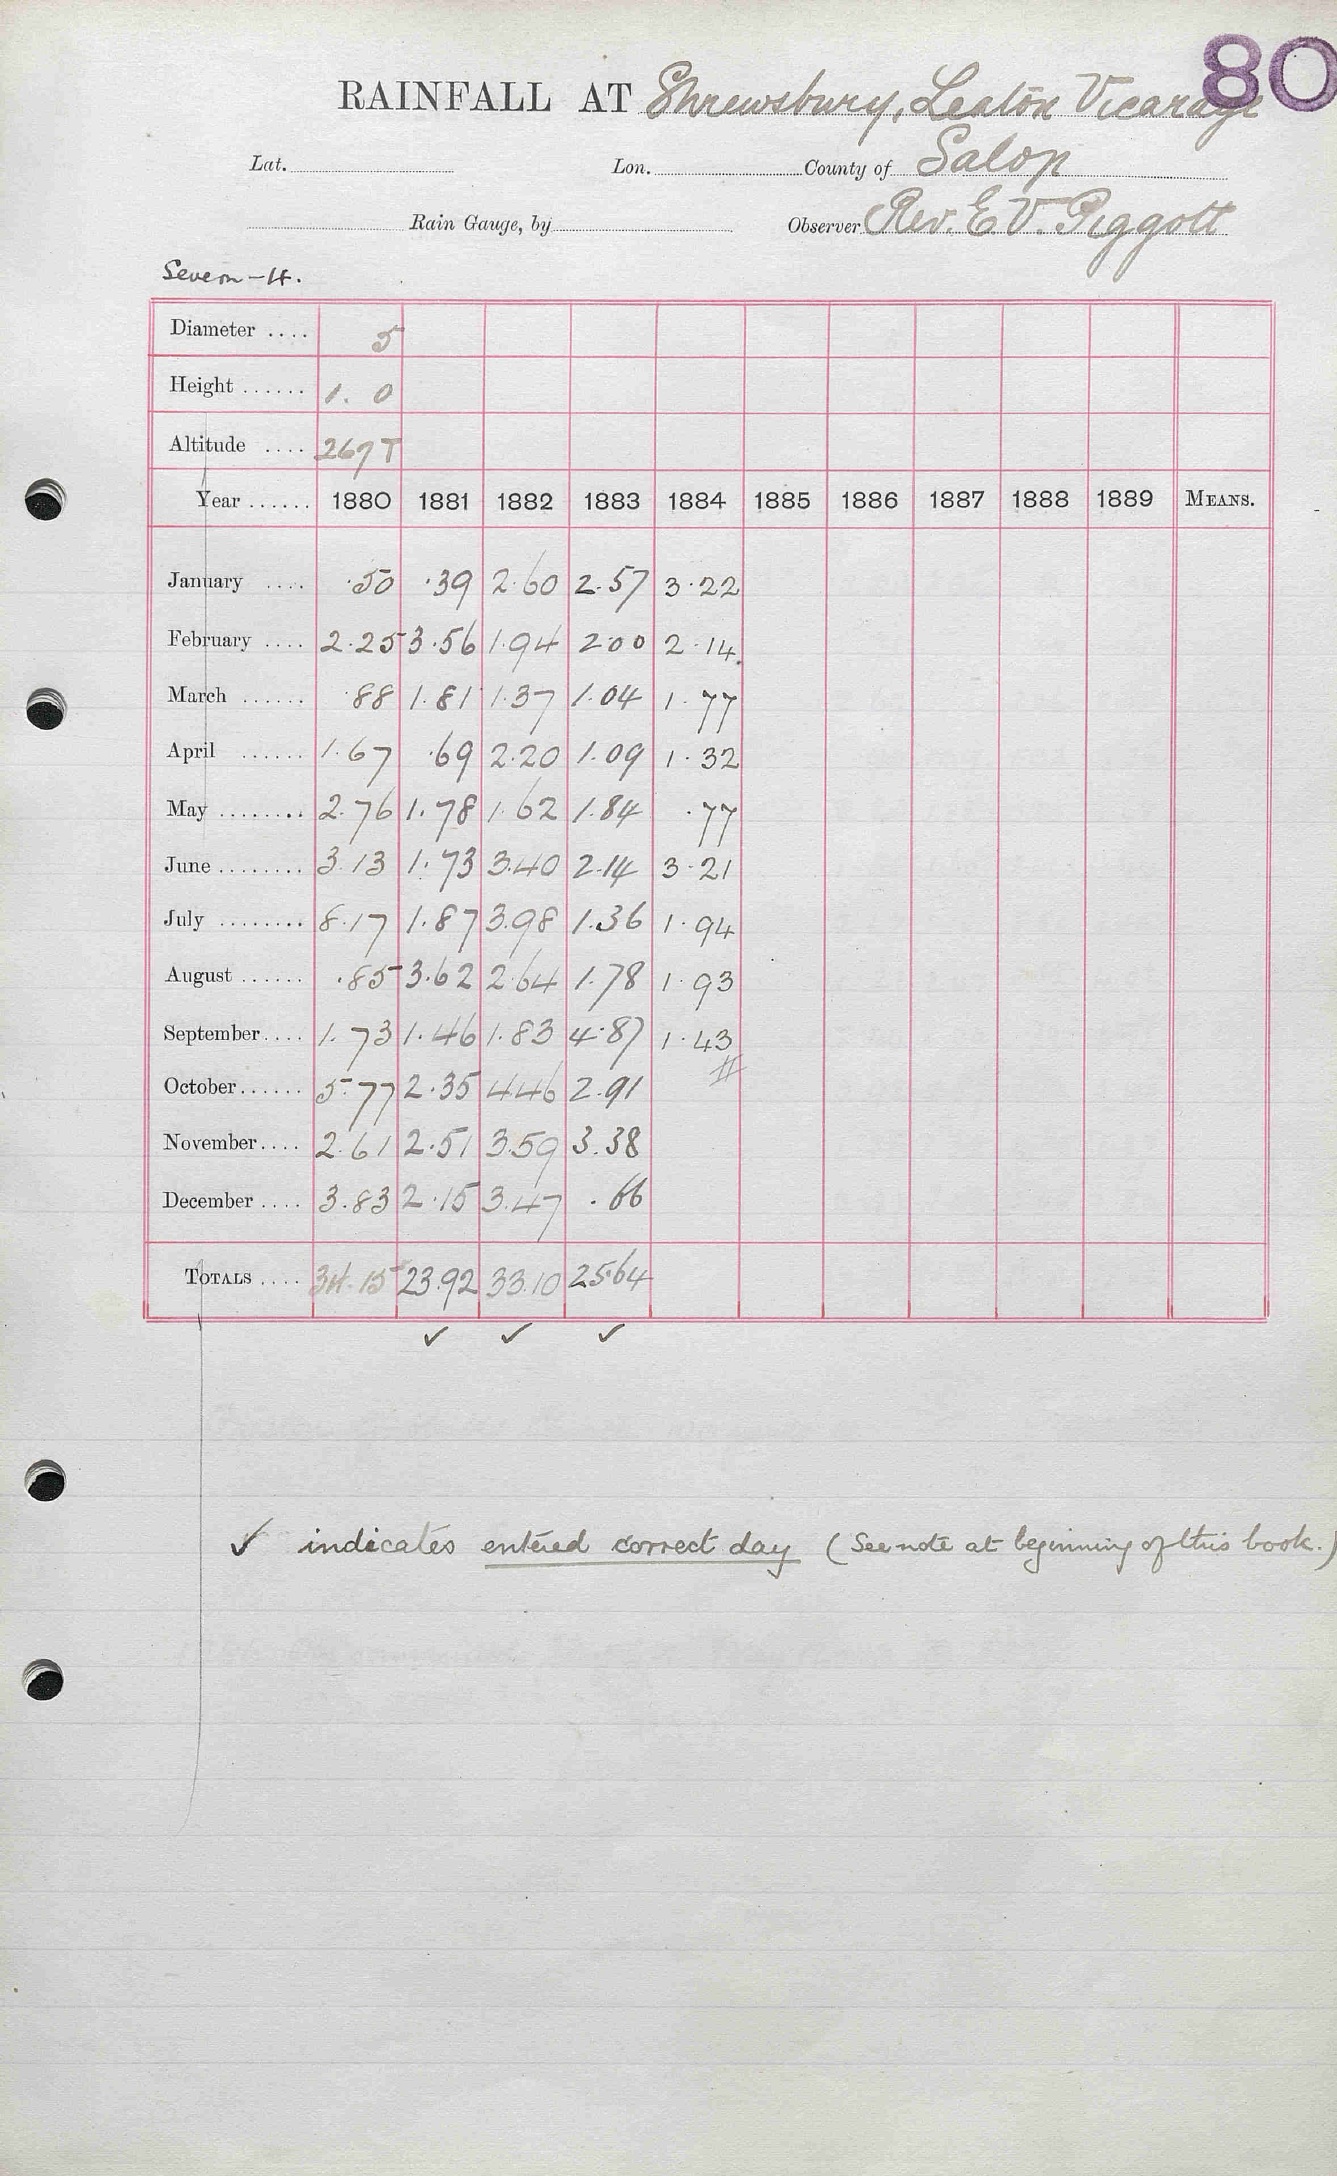 80
RAINFALL AT Shrewsbury, Leaton Vicarage
Lat. Lon. County of Salop
Rain Gauge, by Observer Rev. E.V. Piggott
Severn-4.
Diameter .... 5
Height ...... 1. 0
Altitude .... 267 T
Year ...... 1880 1881 1882 1883 1884 1885 1886 1887 1888 1889 MEANS.
January .... .50 .39 2.60 2.57 3.22
February .... 2.25 3.56 1.94 2.00 2.14
March ...... .88 1.81 1.37 1.04 1.77
April ...... 1.67 .69 2.20 1.09 1.32
May ........ 2.76 1.78 1.62 1.84 .77
June ........ 3.13 1.73 3.40 2.14 3.21
July ........ 8.17 1.87 3.98 1.36 1.94
August ...... .85 3.62 2.64 1.78 1.93
September.... 1.73 1.46 1.83 4.87 1.43
October...... 5.77 2.35 4.46 2.91
November.... 2.61 2.51 3.59 3.38
December .... 3.83 2.15 3.47 .66
TOTALS .... 34.15 23.92 33.10 25.64
✓ ✓ ✓
✓ indicates entered correct day (See note at beginning of this book.)